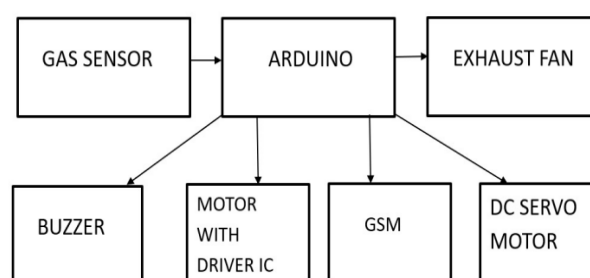 GAS SENSOR
ARDUINO
EXHAUST FAN
BUZZER
MOTOR
WITH
DRIVER IC
GSM
DC SERVO
MOTOR